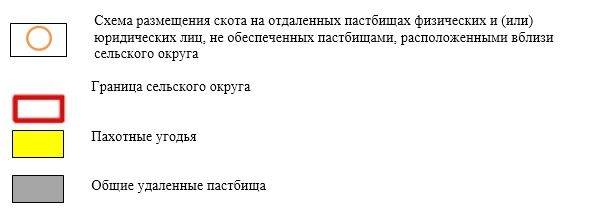 Схема размещения скота на отдаленных пастбищах физических и (или)
юридических лиц, не обеспеченных пастбищами, расположенными вблизи
сельского округа
Граница сельского округа
Пахотные угодья
Общие удаленные пастбища